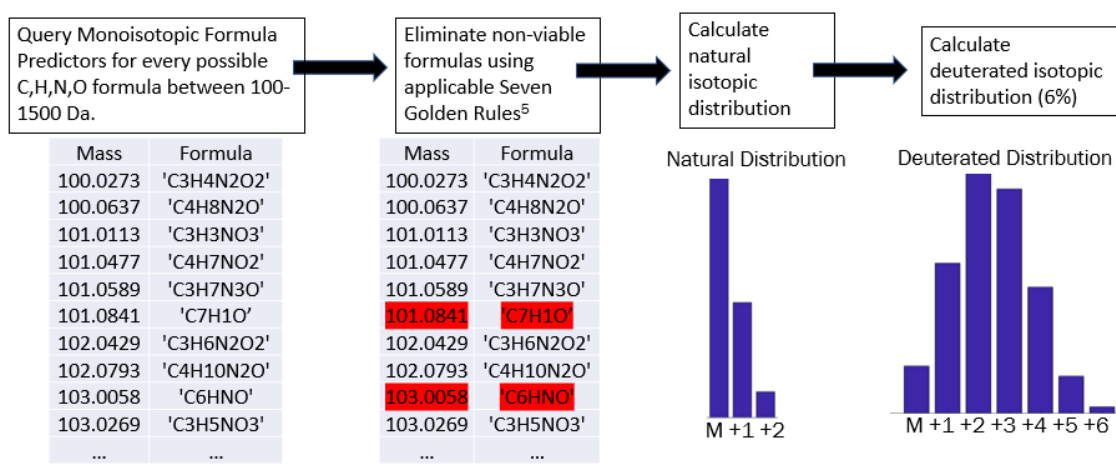 Query Monoisotopic Formula
Predictors for every possible
C,H,N,O formula between 100-
1500 Da.
Eliminate non-viable
formulas using
applicable Seven
Golden Rules⁵
Calculate
natural
isotopic
distribution
Calculate
deuterated isotopic
distribution (6%)
Mass Formula
100.0273 'C3H4N2O2'
100.0637 'C4H8N2O'
101.0113 'C3H3NO3'
101.0477 'C4H7NO2'
101.0589 'C3H7N3O'
101.0841 'C7H1O’
102.0429 'C3H6N2O2'
102.0793 'C4H10N2O'
103.0058 'C6HNO'
103.0269 'C3H5NO3'
... ...
Mass Formula
100.0273 'C3H4N2O2'
100.0637 'C4H8N2O'
101.0113 'C3H3NO3'
101.0477 'C4H7NO2'
101.0589 'C3H7N3O'
101.0841 'C7H1O’
102.0429 'C3H6N2O2'
102.0793 'C4H10N2O'
103.0058 'C6HNO'
103.0269 'C3H5NO3'
... ...
Natural Distribution
M +1 +2
Deuterated Distribution
M +1 +2 +3 +4 +5 +6